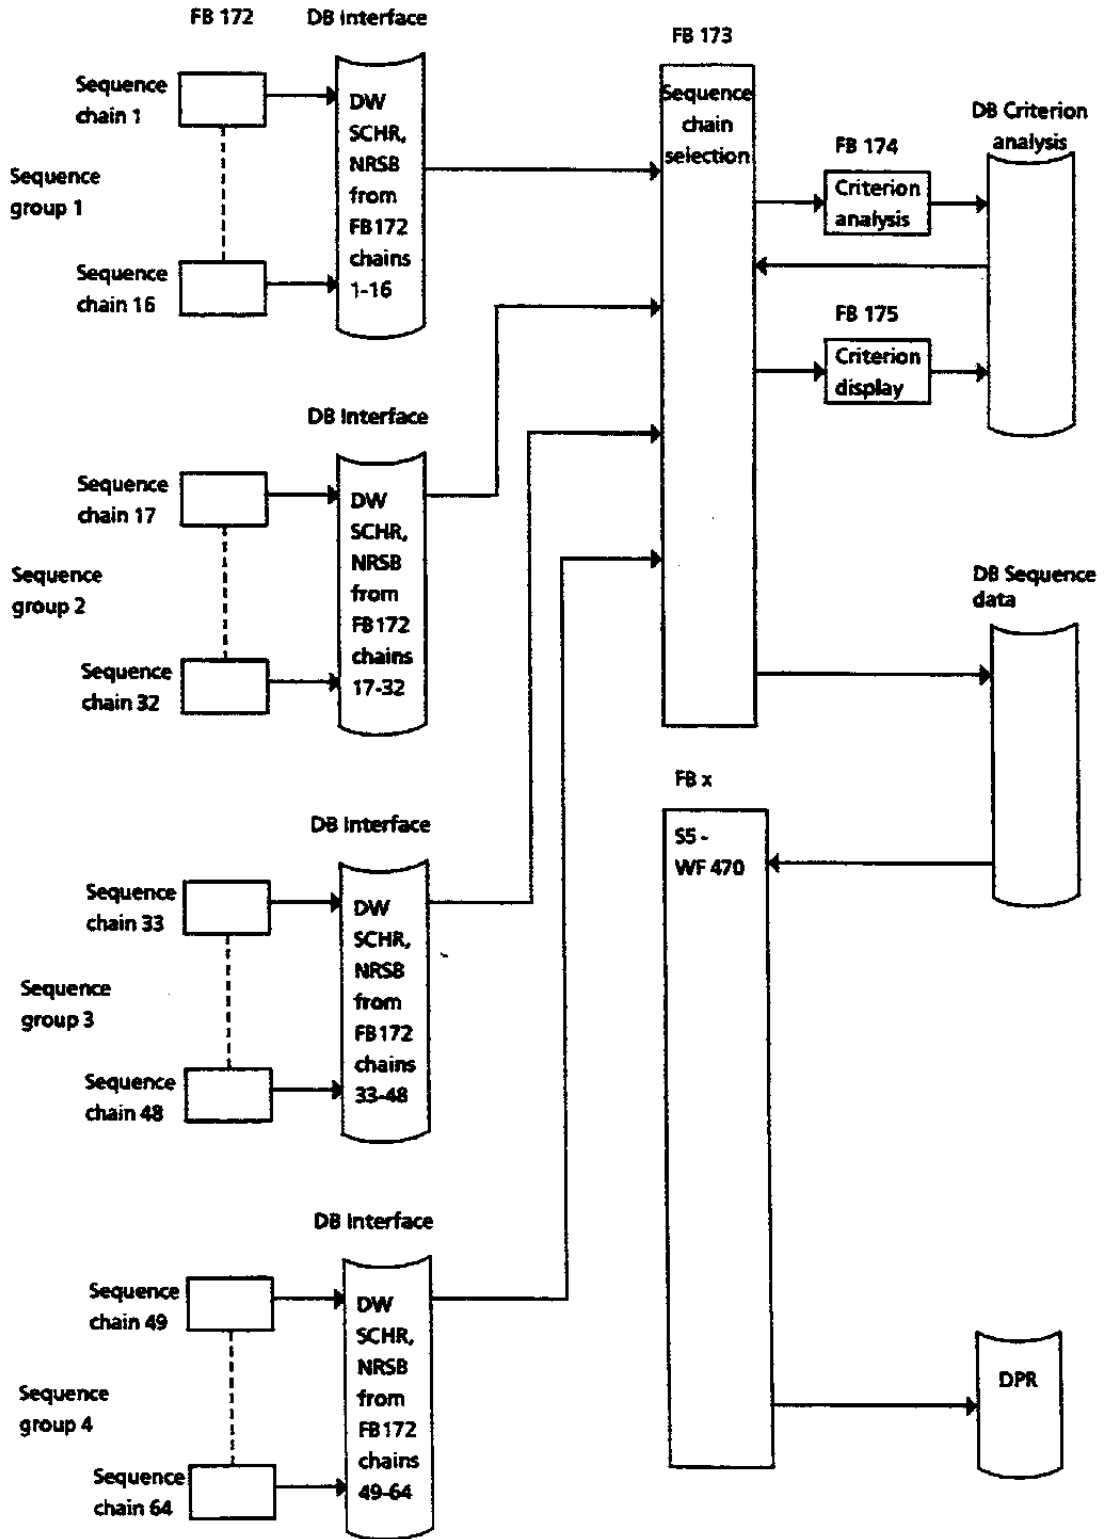 FB 172
DB Interface
Sequence
chain 1
Sequence
group 1
Sequence
chain 16
DW
SCHR,
NRSB
from
FB172
chains
1-16
DB Interface
Sequence
chain 17
Sequence
group 2
Sequence
chain 32
DW
SCHR,
NRSB
from
FB172
chains
17-32
DB Interface
Sequence
chain 33
Sequence
group 3
Sequence
chain 48
DW
SCHR,
NRSB
from
FB172
chains
33-48
DB Interface
Sequence
chain 49
Sequence
group 4
Sequence
chain 64
DW
SCHR,
NRSB
from
FB172
chains
49-64
FB 173
Sequence
chain
selection
FB 174
Criterion
analysis
DB Criterion
analysis
FB 175
Criterion
display
DB Sequence
data
FB x
S5 -
WF 470
DPR